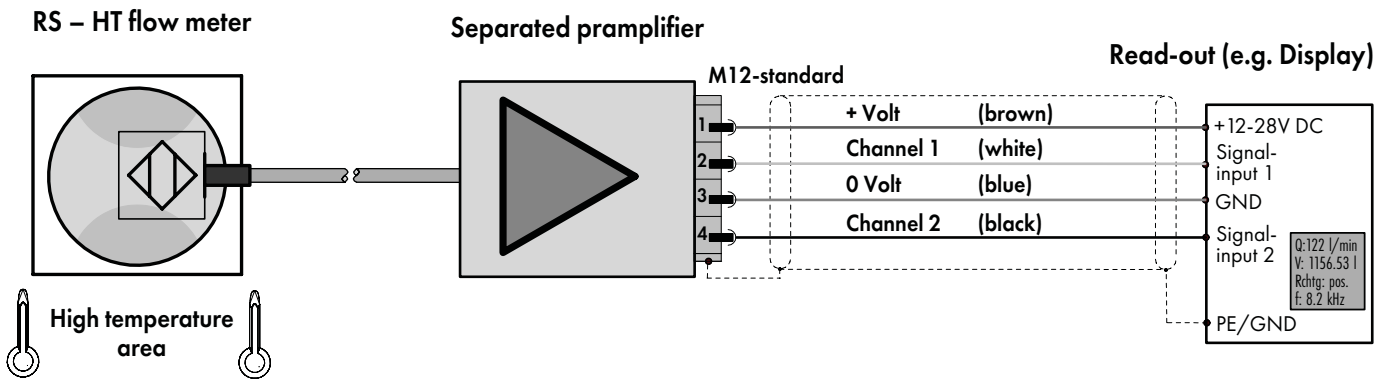 RS – HT flow meter
Separated pramplifier
Read-out (e.g. Display)
M12-standard
1 + Volt (brown) +12-28V DC
2 Channel 1 (white) Signal-
input 1
3 0 Volt (blue) GND
4 Channel 2 (black) Signal-
input 2
Q:122 l/min
V: 1156.53 l
Rchtg: pos.
f: 8.2 kHz
PE/GND
High temperature
area